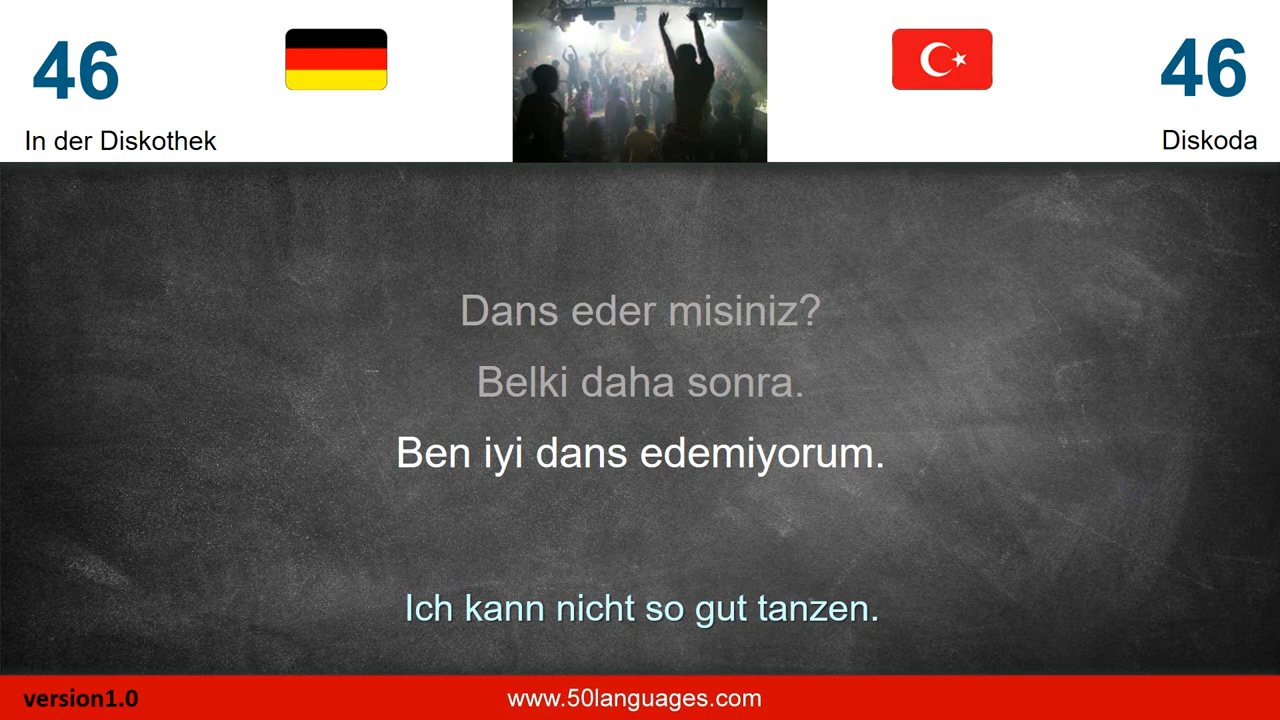 46
In der Diskothek
46
Diskoda
Dans eder misiniz?
Belki daha sonra.
Ben iyi dans edemiyorum.
Ich kann nicht so gut tanzen.
version1.0
www.50languages.com